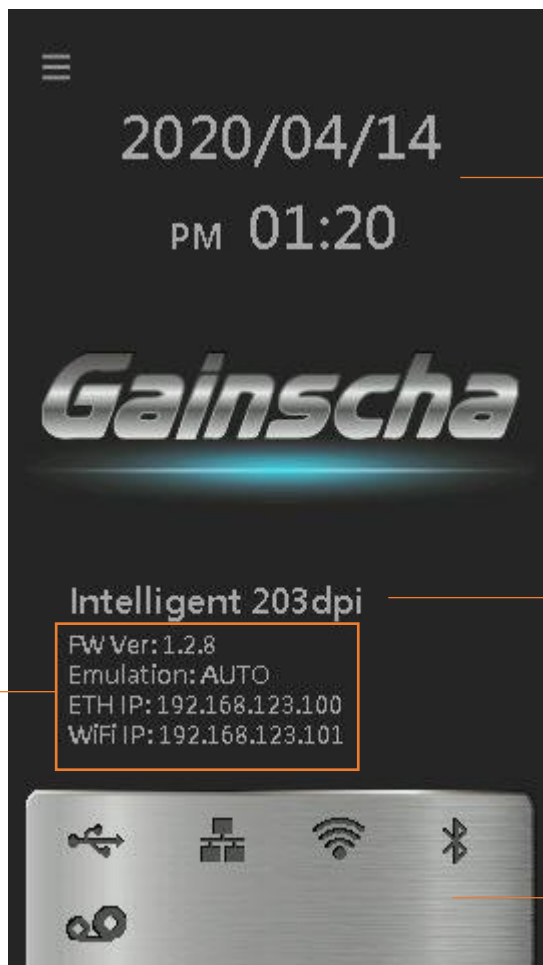 2020/04/14
PM 01:20
Gainscha
Intelligent 203dpi
FW Ver: 1.2.8
Emulation: AUTO
ETH IP: 192.168.123.100
WiFi IP: 192.168.123.101